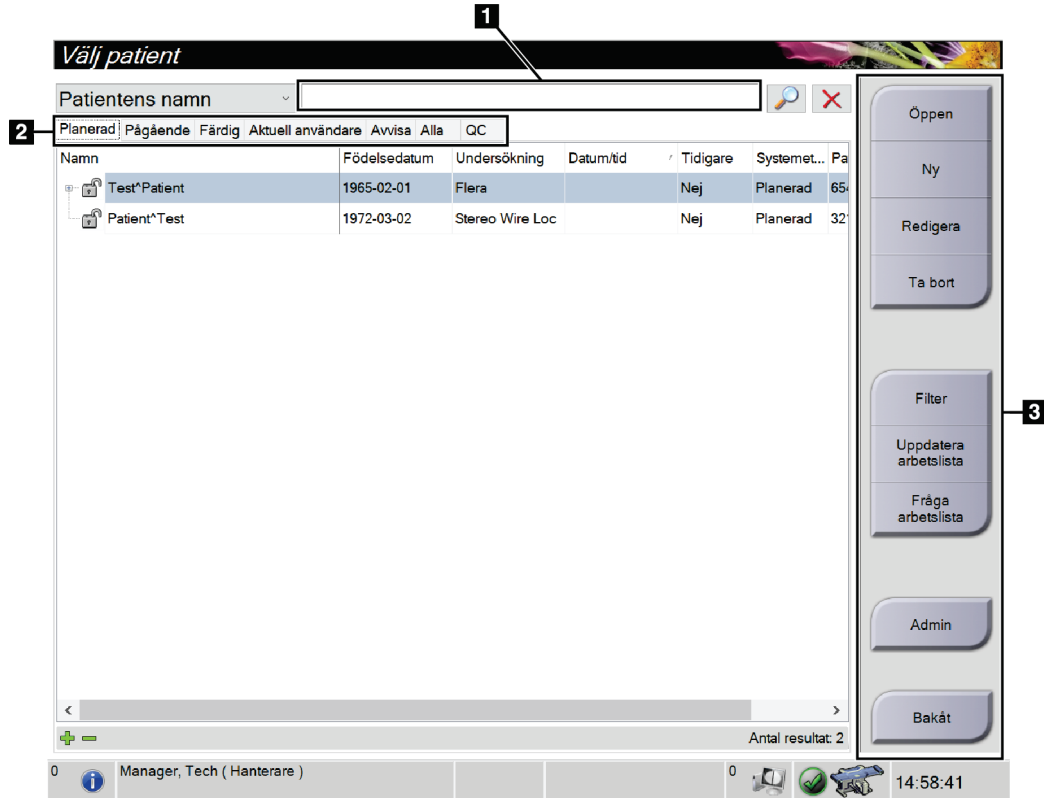 1
Välj patient
Patientens namn
Öppen
2
Planerad Pågående Färdig Aktuell användare Avvisa Alla QC
Namn Födelsedatum Undersökning Datum/tid Tidigare Systemet... Pa
Ny
Test^Patient 1965-02-01 Flera Nej Planerad 654
Patient^Test 1972-03-02 Stereo Wire Loc Nej Planerad 321
Redigera
Ta bort
Filter
3
Uppdatera
arbetslista
Fråga
arbetslista
Admin
Bakåt
Antal resultat: 2
0 Manager, Tech ( Hanterare ) 0 14:58:41